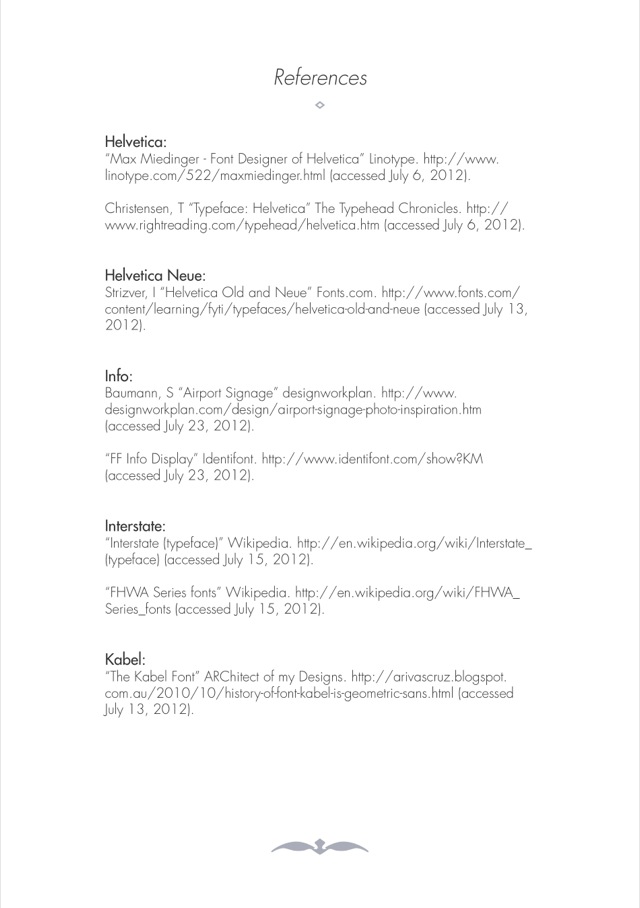 References
Helvetica:
“Max Miedinger - Font Designer of Helvetica” Linotype. http://www.
linotype.com/522/maxmiedinger.html (accessed July 6, 2012).
Christensen, T “Typeface: Helvetica” The Typehead Chronicles. http://
www.rightreading.com/typehead/helvetica.htm (accessed July 6, 2012).
Helvetica Neue:
Strizver, I “Helvetica Old and Neue” Fonts.com. http://www.fonts.com/
content/learning/fyti/typefaces/helvetica-old-and-neue (accessed July 13,
2012).
Info:
Baumann, S “Airport Signage” designworkplan. http://www.
designworkplan.com/design/airport-signage-photo-inspiration.htm
(accessed July 23, 2012).
“FF Info Display” Identifont. http://www.identifont.com/show?KM
(accessed July 23, 2012).
Interstate:
“Interstate (typeface)” Wikipedia. http://en.wikipedia.org/wiki/Interstate_
(typeface) (accessed July 15, 2012).
“FHWA Series fonts” Wikipedia. http://en.wikipedia.org/wiki/FHWA_
Series_fonts (accessed July 15, 2012).
Kabel:
“The Kabel Font” ARChitect of my Designs. http://arivascruz.blogspot.
com.au/2010/10/history-of-font-kabel-is-geometric-sans.html (accessed
July 13, 2012).